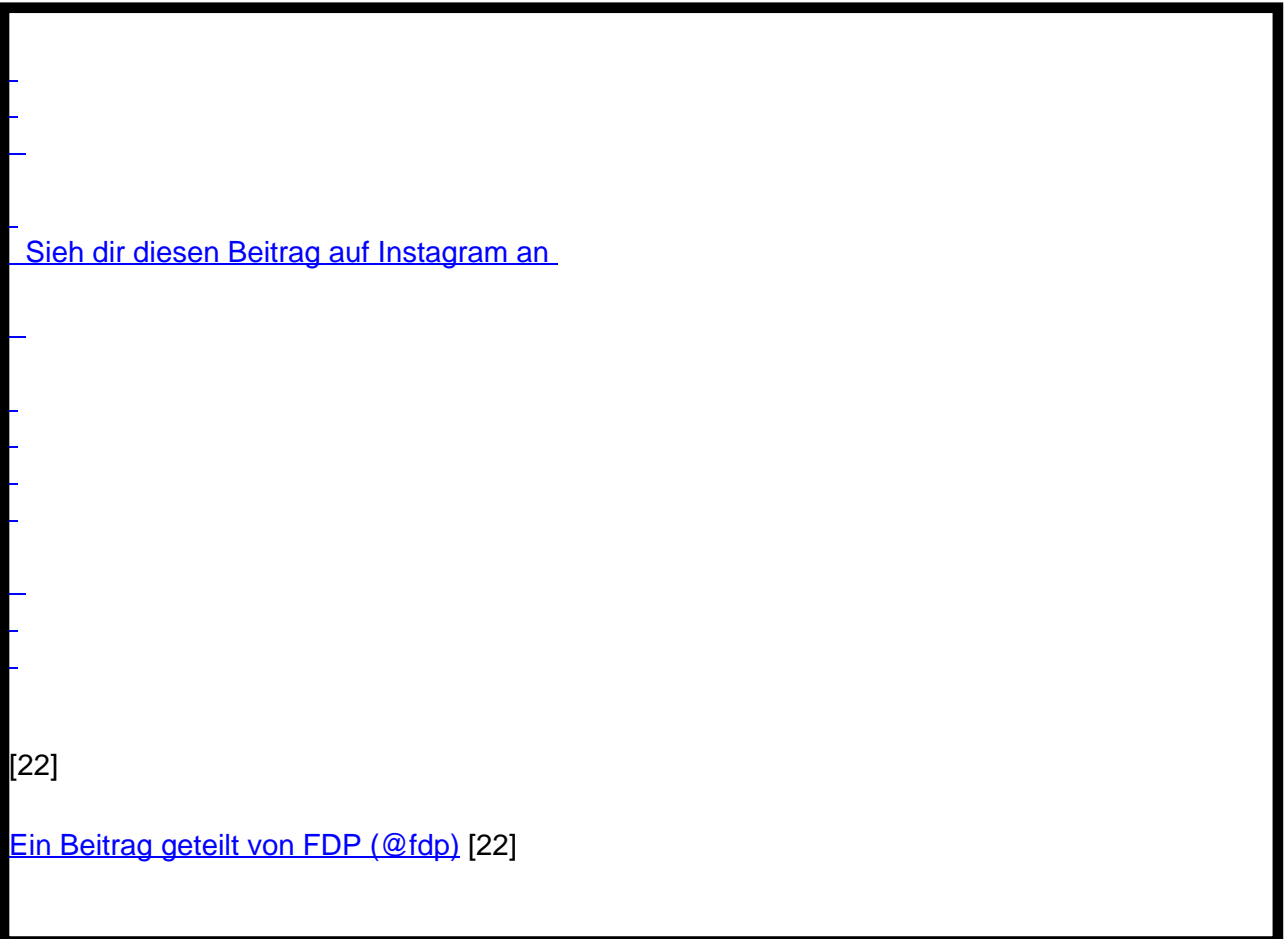 Sieh dir diesen Beitrag auf Instagram an
[22]
Ein Beitrag geteilt von FDP (@fdp) [22]